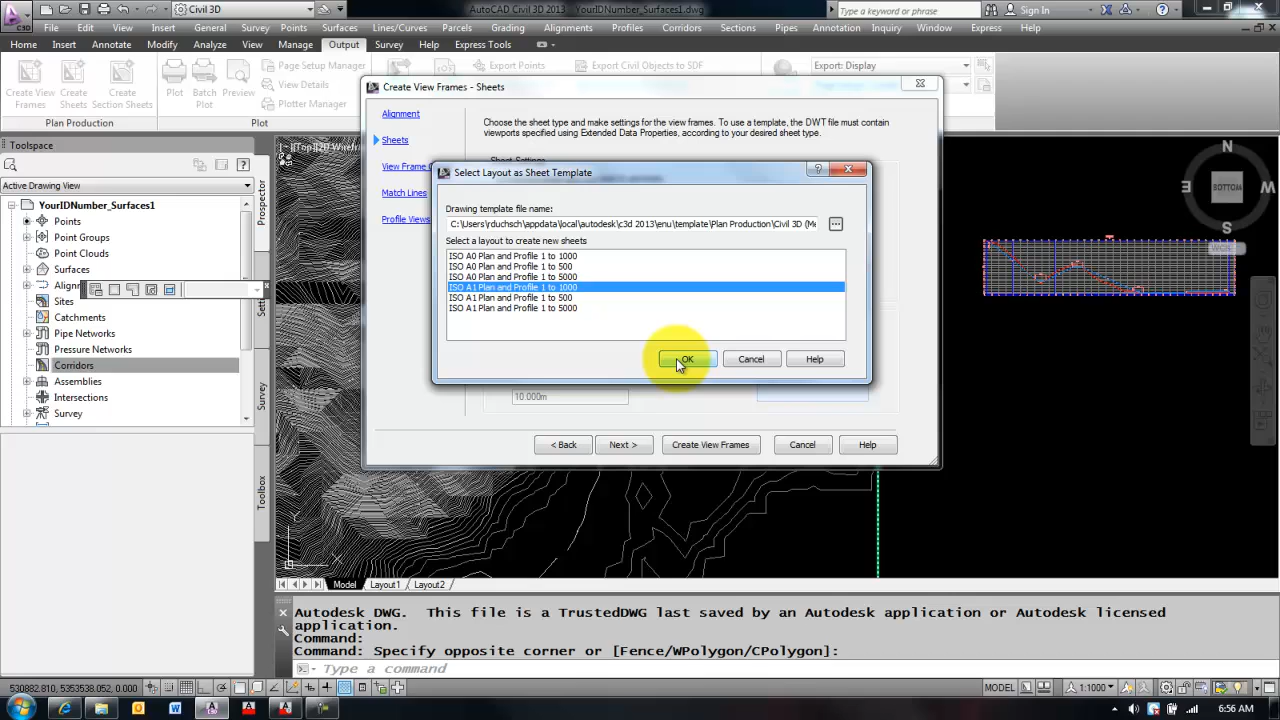 C3D
Civil 3D
AutoCAD Civil 3D 2013
YourIDNumber_Surfaces1.dwg
Type a keyword or phrase
Sign In
File Edit View Insert General Survey Points Surfaces Lines/Curves Parcels Grading Alignments Profiles Corridors Sections Pipes Annotation Inquiry Window Express Help
Home Insert Annotate Modify Analyze View Manage Output Survey Help Express Tools
Create View Frames
Create Sheets
Create Section Sheets
Plan Production
Plot
Batch Plot
Preview
Page Setup Manager
View Details
Plotter Manager
Plot
Export Points
Export Civil Objects to SDF
Export: Display
Toolspace
Active Drawing View
YourIDNumber_Surfaces1
Points
Point Groups
Point Clouds
Surfaces
Sites
Catchments
Pipe Networks
Pressure Networks
Corridors
Assemblies
Intersections
Survey
Prospector
Survey
Toolbox
Create View Frames - Sheets
Alignment
Sheets
Match Lines
Profile Views
Choose the sheet type and make settings for the view frames. To use a template, the DWT file must contain
viewports specified using Extended Data Properties, according to your desired sheet type.
Select Layout as Sheet Template
Drawing template file name:
C:\Users\rduchsch\appdata\local\autodesk\c3d 2013\enu\template\Plan Production\Civil 3D (Me
Select a layout to create new sheets
ISO A0 Plan and Profile 1 to 1000
ISO A0 Plan and Profile 1 to 500
ISO A0 Plan and Profile 1 to 5000
ISO A1 Plan and Profile 1 to 1000
ISO A1 Plan and Profile 1 to 500
ISO A1 Plan and Profile 1 to 5000
OK Cancel Help
10.000m
< Back Next > Create View Frames Cancel Help
N
W BOTTOM E
S
Model Layout1 Layout2
Autodesk DWG. This file is a TrustedDWG last saved by an Autodesk application or Autodesk licensed
application.
Command:
Command: Specify opposite corner or [Fence/WPolygon/CPolygon]:
Type a command
530882.810, 5353538.052, 0.000
MODEL
1:1000
6:56 AM